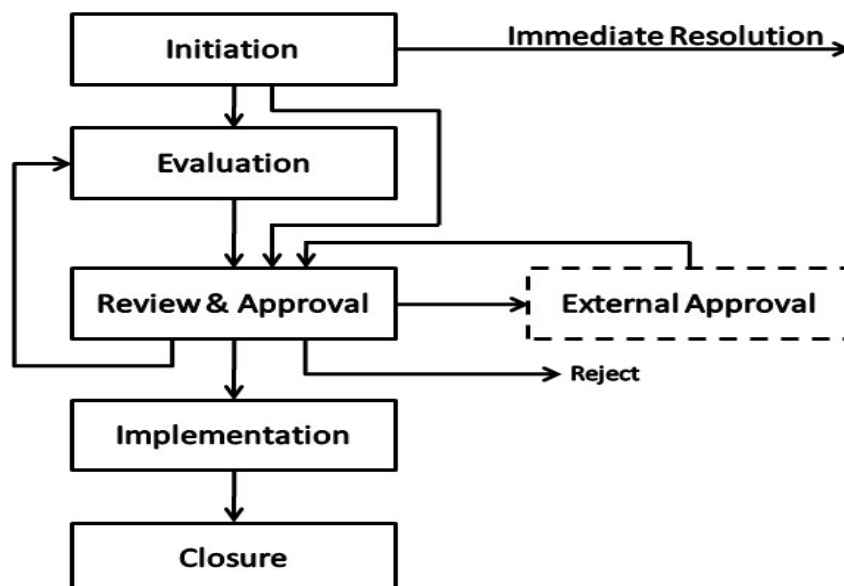 Initiation
Immediate Resolution
Evaluation
Review & Approval
External Approval
Reject
Implementation
Closure